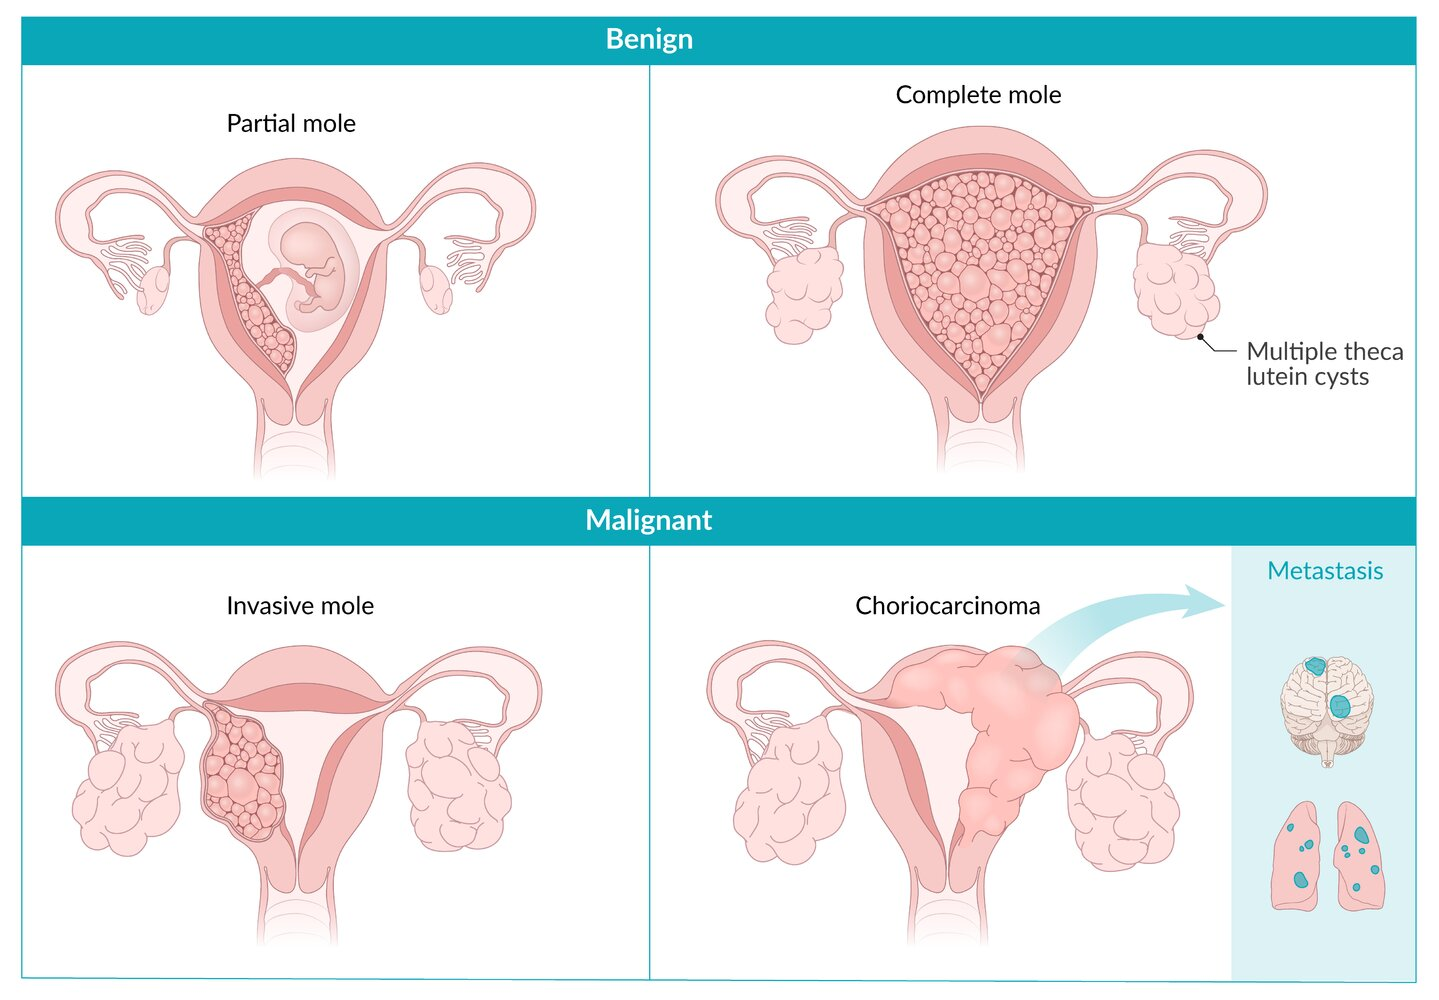 Benign
Partial mole
Complete mole
Multiple theca
lutein cysts
Malignant
Invasive mole
Choriocarcinoma
Metastasis